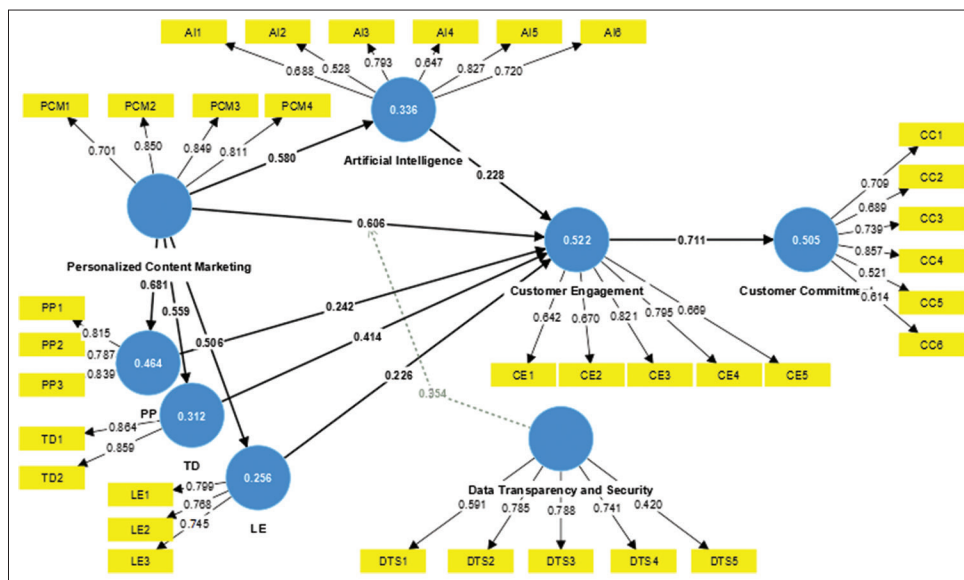 AI1 AI2 AI3 AI4 AI5 AI6
0.688 0.528 0.793 0.647 0.827 0.720
PCM1 PCM2 PCM3 PCM4
0.701 0.850 0.849 0.811
0.336
Artificial Intelligence
0.580
0.228
0.606
Personalized Content Marketing
0.522
Customer Engagement
0.711
0.505
Customer Commitme
CC1
CC2
CC3
CC4
CC5
CC6
0.709
0.689
0.739
0.857
0.521
0.614
0.681
0.559
0.506
0.242
0.414
0.226
PP1
PP2
PP3
0.815
0.787
0.839
0.464
PP
0.312
TD
TD1
TD2
0.864
0.859
0.256
LE
LE1
LE2
LE3
0.799
0.768
0.745
0.642 0.670 0.821 0.795 0.669
CE1 CE2 CE3 CE4 CE5
0.354
Data Transparency and Security
0.591 0.785 0.788 0.741 0.420
DTS1 DTS2 DTS3 DTS4 DTS5